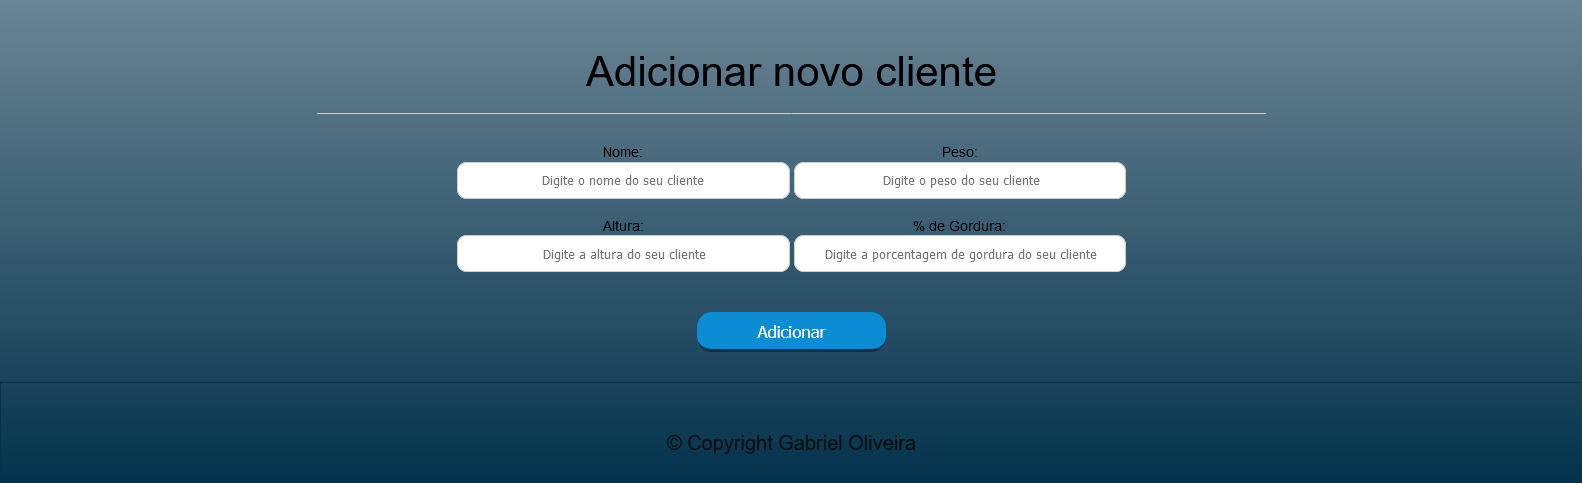 Adicionar novo cliente
Nome: Peso:
Digite o nome do seu cliente Digite o peso do seu cliente
Altura: % de Gordura:
Digite a altura do seu cliente Digite a porcentagem de gordura do seu cliente
Adicionar
© Copyright Gabriel Oliveira